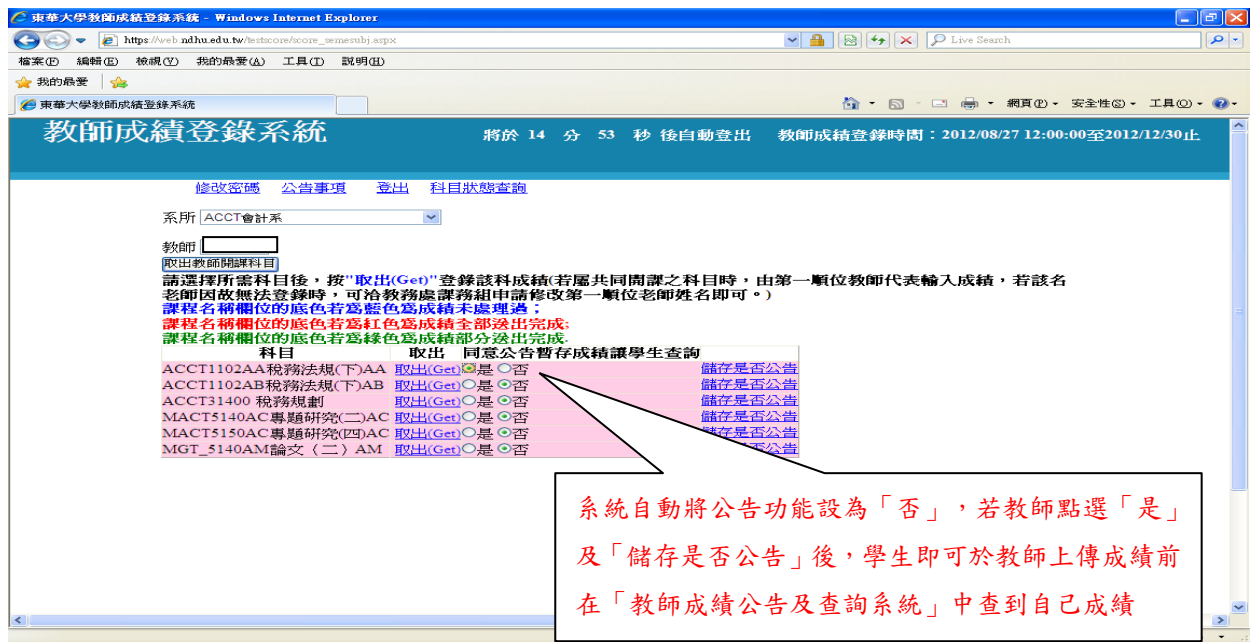 東華大學教師成績登錄系統 - Windows Internet Explorer
https://web.ndhu.edu.tw/testscore/score_semesubj.aspx
Live Search
檔案(F) 編輯(E) 檢視(V) 我的最愛(A) 工具(T) 說明(H)
我的最愛
東華大學教師成績登錄系統
網頁(P) 安全性(S) 工具(O)
教師成績登錄系統 將於 14 分 53 秒 後自動登出 教師成績登錄時間：2012/08/27 12:00:00至2012/12/30止
修改密碼 公告事項 登出 科目狀態查詢
系所 ACCT會計系
教師
取出教師開課科目
請選擇所需科目後，按"取出(Get)"登錄該科成績(若屬共同開課之科目時，由第一順位教師代表輸入成績，若該名
老師因故無法登錄時，可洽教務處課務組申請修改第一順位老師姓名即可。)
課程名稱欄位的底色若為藍色為成績未處理過；
課程名稱欄位的底色若為紅色為成績全部送出完成;
課程名稱欄位的底色若為綠色為成績部分送出完成.
科目 取出 同意公告暫存成績讓學生查詢
ACCT1102AA稅務法規(下)AA 取出(Get) 是 否 儲存是否公告
ACCT1102AB稅務法規(下)AB 取出(Get) 是 否 儲存是否公告
ACCT31400 稅務規劃 取出(Get) 是 否 儲存是否公告
MACT5140AC專題研究(二)AC 取出(Get) 是 否 儲存是否公告
MACT5150AC專題研究(四)AC 取出(Get) 是 否 儲存是否公告
MGT_5140AM論文（二）AM 取出(Get) 是 否 儲存是否公告
系統自動將公告功能設為「否」，若教師點選「是」
及「儲存是否公告」後，學生即可於教師上傳成績前
在「教師成績公告及查詢系統」中查到自己成績